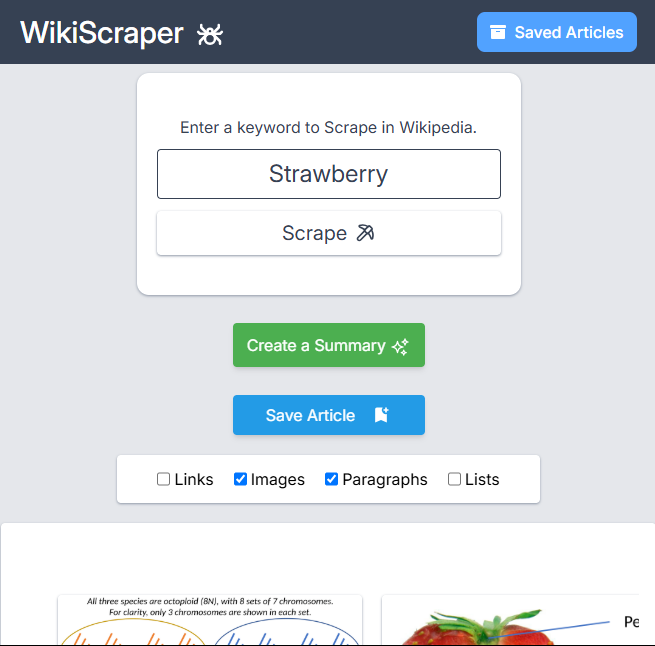 WikiScraper
Saved Articles
Enter a keyword to Scrape in Wikipedia.
Strawberry
Scrape
Create a Summary
Save Article
Links Images Paragraphs Lists
All three species are octoploid (8N), with 8 sets of 7 chromosomes.
For clarity, only 3 chromosomes are shown in each set.
Pe